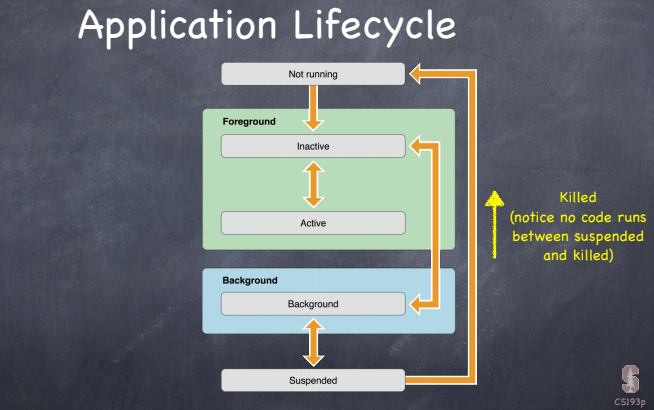 Application Lifecycle
Not running
Foreground
Inactive
Active
Background
Background
Suspended
Killed
(notice no code runs
between suspended
and killed)
CS193p